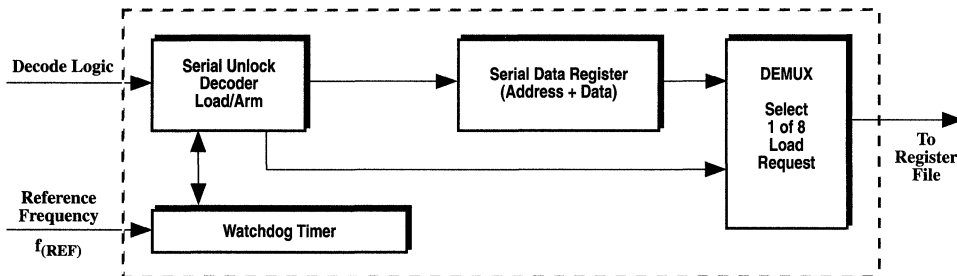 Decode Logic
Serial Unlock
Decoder
Load/Arm
Serial Data Register
(Address + Data)
DEMUX
Select
1 of 8
Load
Request
To
Register
File
Reference
Frequency
f(REF)
Watchdog Timer